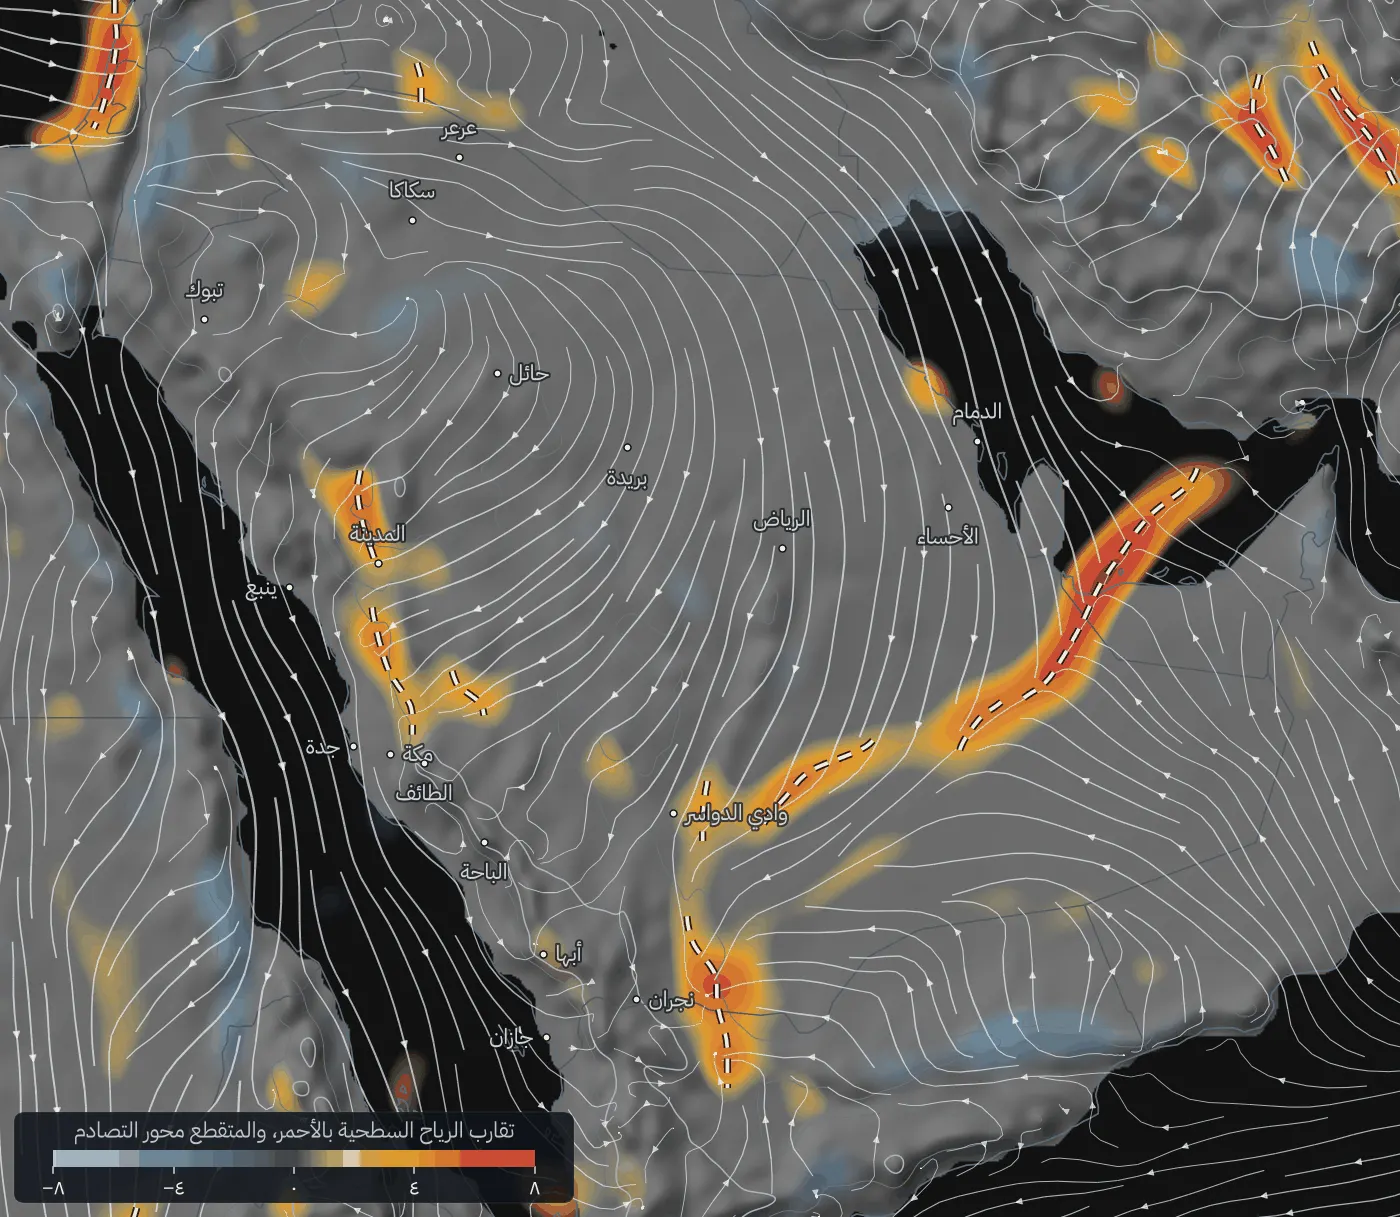 عرعر
سكاكا
تبوك
حائل
الدمام
بريدة
الرياض
المدينة
الأحساء
ينبع
جدة
مكة
الطائف
وادي الدواسر
الباحة
أبها
نجران
جازان
تقارب الرياح السطحية بالأحمر، والمتقطع محور التصادم
−٨ −٤ ٠ ٤ ٨